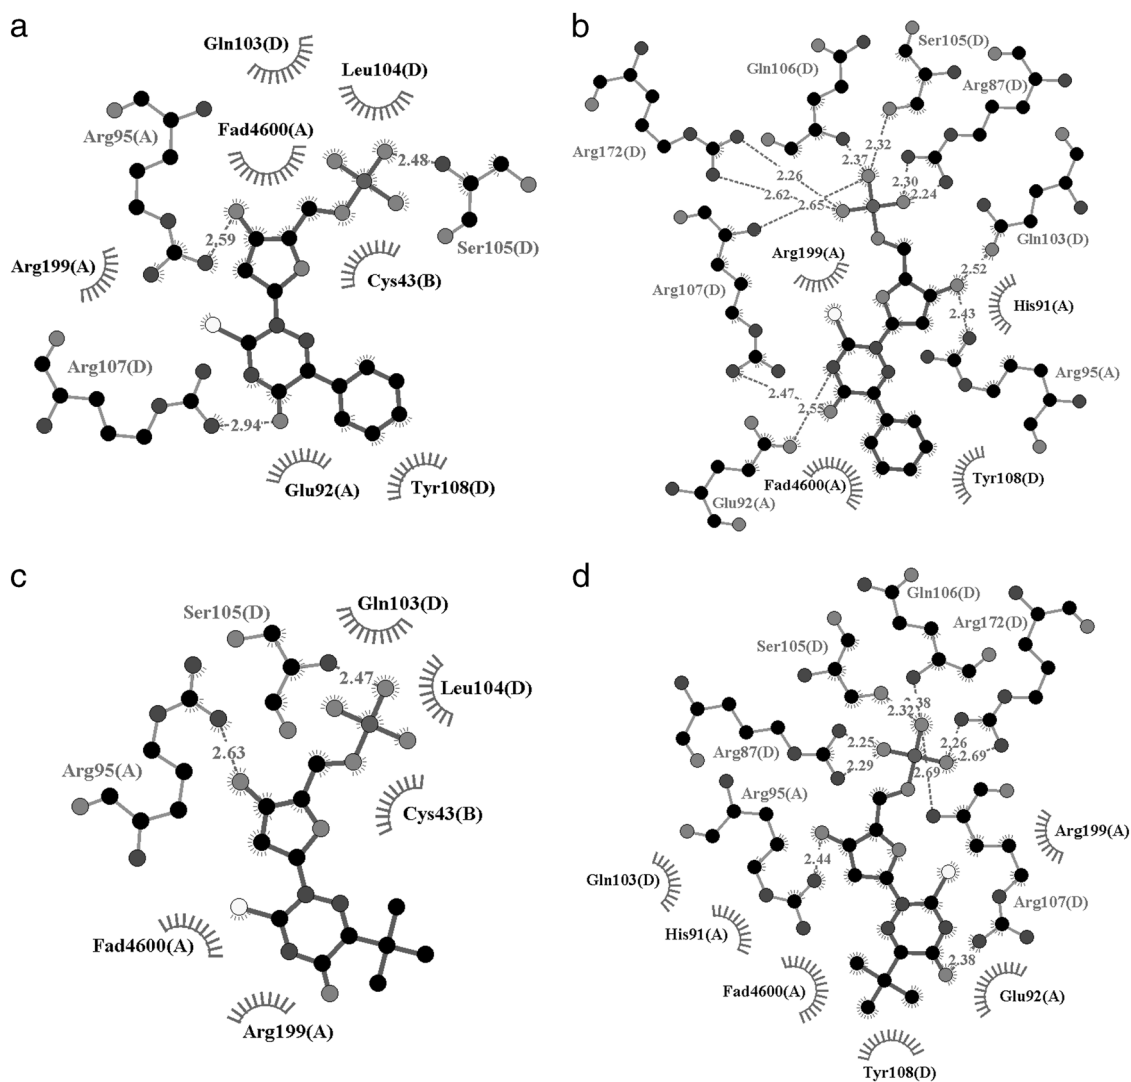 a
Gln103(D)
Leu104(D)
Arg95(A)
Fad4600(A)
2.48
2.59
Ser105(D)
Arg199(A)
Cys43(B)
Arg107(D)
2.94
Glu92(A)
Tyr108(D)
b
Ser105(D)
Gln106(D)
Arg87(D)
Arg172(D)
2.32
2.37
2.26
2.30
2.62
2.24
2.65
Gln103(D)
Arg199(A)
2.52
Arg107(D)
His91(A)
2.43
Arg95(A)
2.47
2.55
Fad4600(A)
Tyr108(D)
Glu92(A)
c
Gln103(D)
Ser105(D)
2.47
Leu104(D)
2.63
Arg95(A)
Cys43(B)
Fad4600(A)
Arg199(A)
d
Gln106(D)
Arg172(D)
Ser105(D)
.38
2.32
2.25
2.26
Arg87(D)
2.69
2.29
2.69
Arg95(A)
Arg199(A)
2.44
Gln103(D)
Arg107(D)
His91(A)
2.38
Fad4600(A)
Glu92(A)
Tyr108(D)